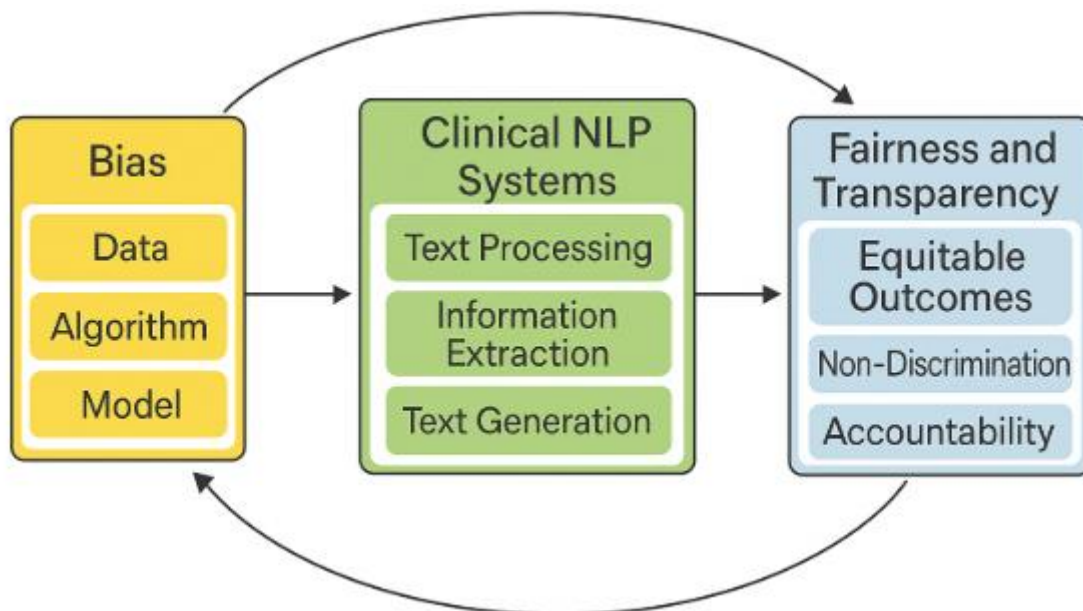 Bias
Data
Algorithm
Model
Clinical NLP
Systems
Text Processing
Information
Extraction
Text Generation
Fairness and
Transparency
Equitable
Outcomes
Non-Discrimination
Accountability